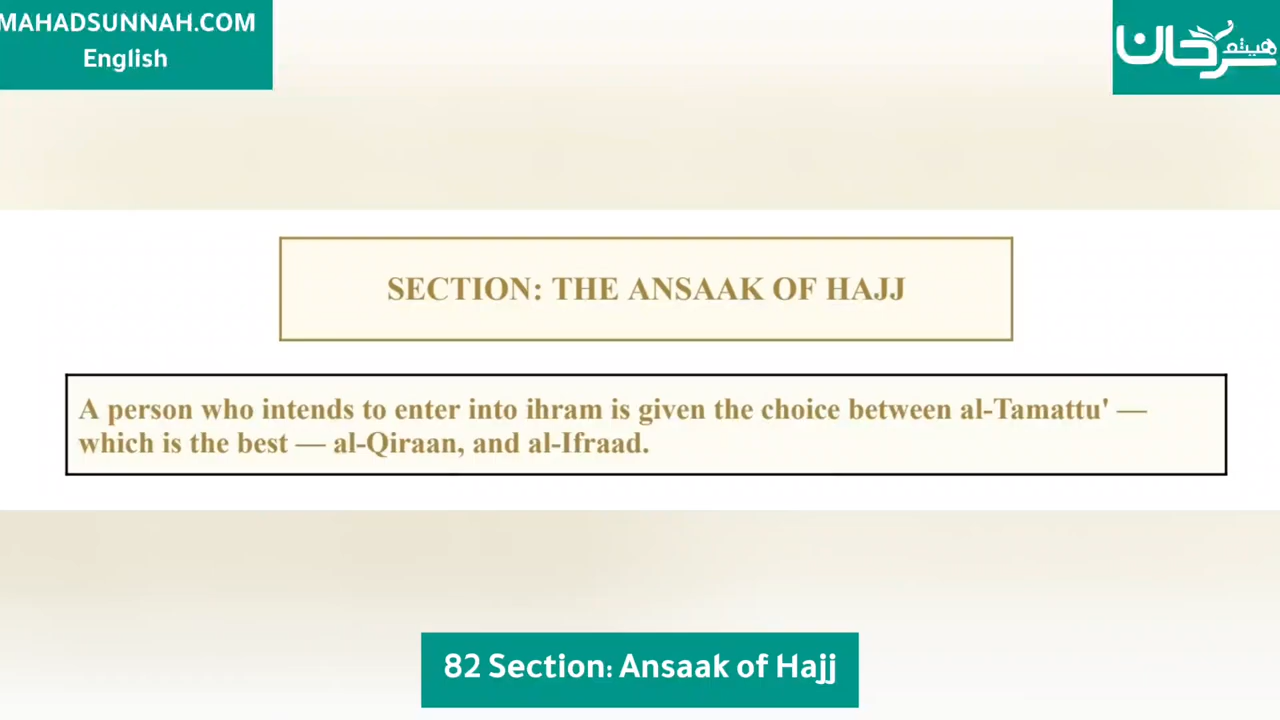 MAHADSUNNAH.COM
English
هيثم
سرحان
SECTION: THE ANSAAK OF HAJJ
A person who intends to enter into ihram is given the choice between al-Tamattu' —
which is the best — al-Qiraan, and al-Ifraad.
82 Section: Ansaak of Hajj